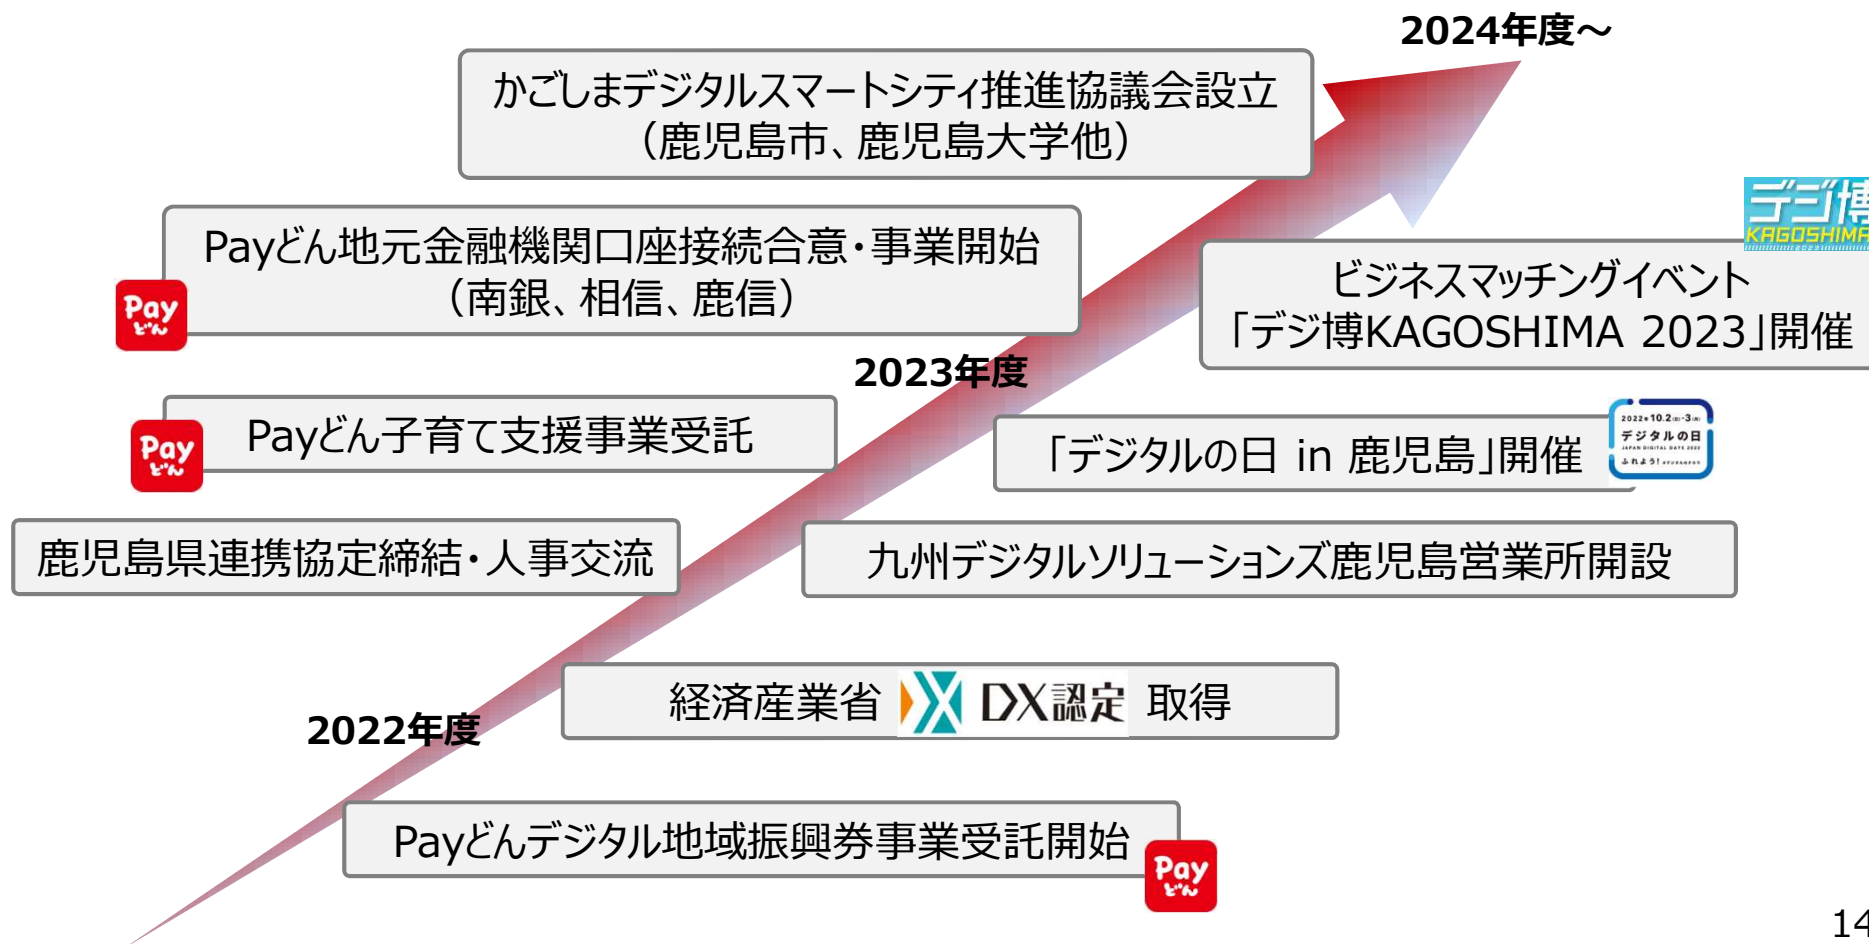 2024年度～
かごしまデジタルスマートシティ推進協議会設立
（鹿児島市、鹿児島大学他）
デジ博
KAGOSHIMA
Payどん地元金融機関口座接続合意・事業開始
（南銀、相信、鹿信）
Pay
どん
ビジネスマッチングイベント
「デジ博KAGOSHIMA 2023」開催
2023年度
Payどん子育て支援事業受託
Pay
どん
「デジタルの日 in 鹿児島」開催
デジタルの日
JAPAN DIGITAL DAYS 2022
ふれよう！
鹿児島県連携協定締結・人事交流
九州デジタルソリューションズ鹿児島営業所開設
経済産業省 DX認定 取得
2022年度
Payどんデジタル地域振興券事業受託開始
Pay
どん
14